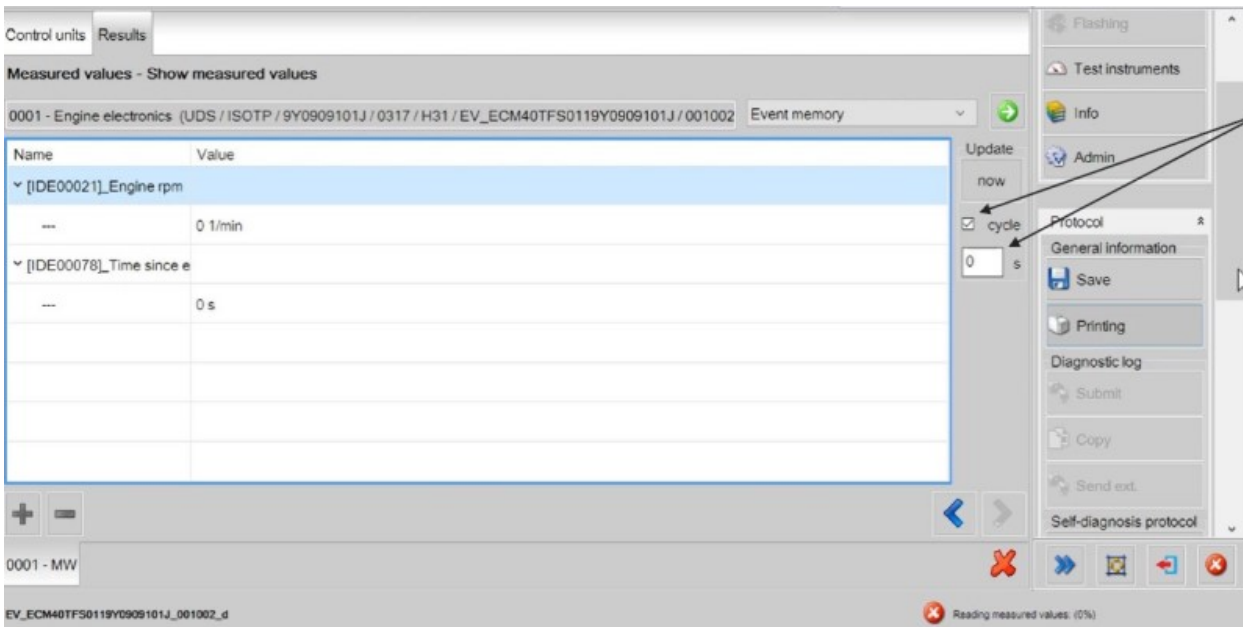 Control units Results
Measured values - Show measured values
0001 - Engine electronics (UDS / ISOTP / 9Y0909101J / 0317 / H31 / EV_ECM40TFS0119Y0909101J / 001002 Event memory
Name Value
[IDE00021]_Engine rpm
--- 0 1/min
[IDE00078]_Time since e
--- 0 s
Update
now
cycle
0 s
0001 - MW
EV_ECM40TFS0119Y0909101J_001002_d
Reading measured values: (0%)
Flashing
Test instruments
Info
Admin
Protocol
General information
Save
Printing
Diagnostic log
Submit
Copy
Send ext.
Self-diagnosis protocol